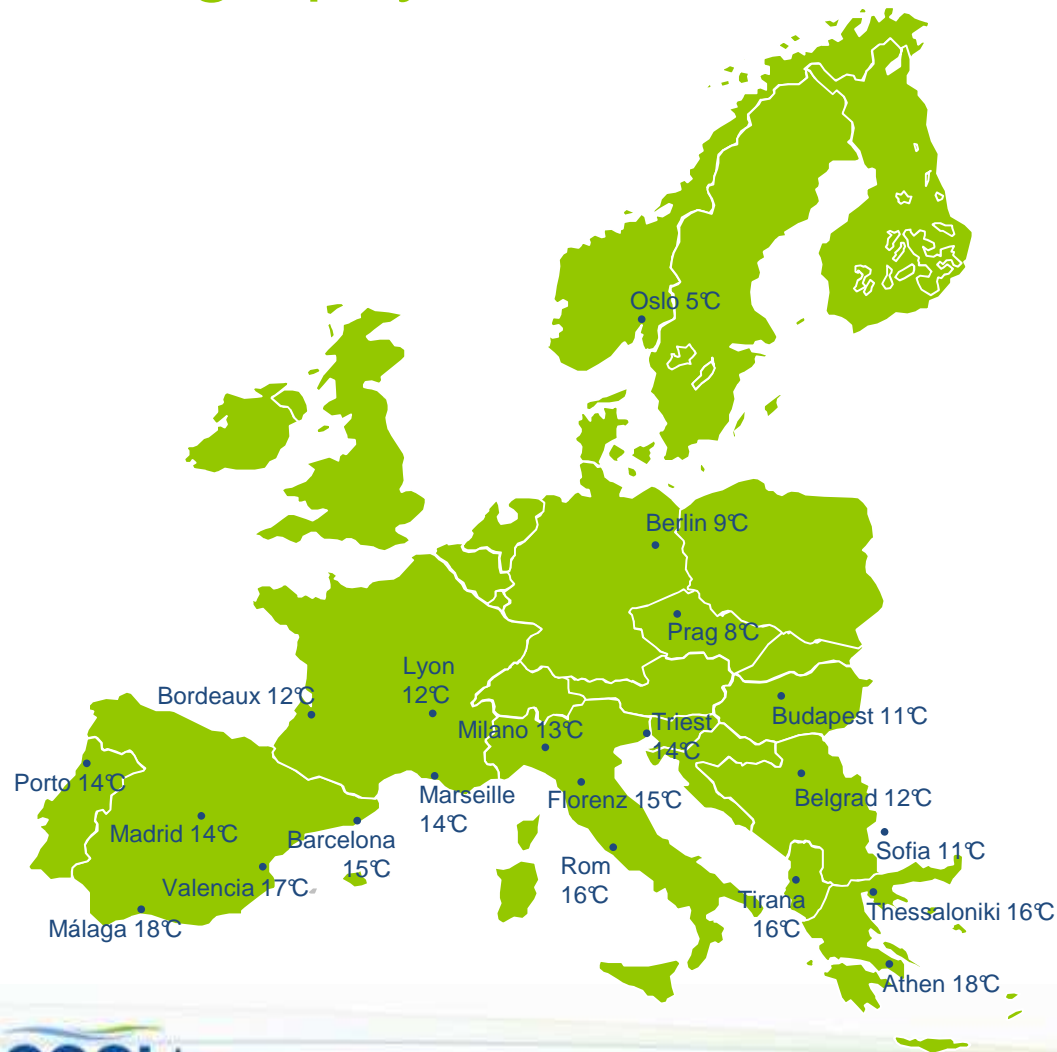 Oslo 5°C
Berlin 9°C
Prag 8°C
Lyon
12°C
Bordeaux 12°C
Budapest 11°C
Milano 13°C
Triest
14°C
Porto 14°C
Marseille
14°C
Florenz 15°C
Belgrad 12°C
Madrid 14°C
Barcelona
15°C
Sofia 11°C
Valencia 17°C
Rom
16°C
Tirana
16°C
Thessaloniki 16°C
Málaga 18°C
Athen 18°C